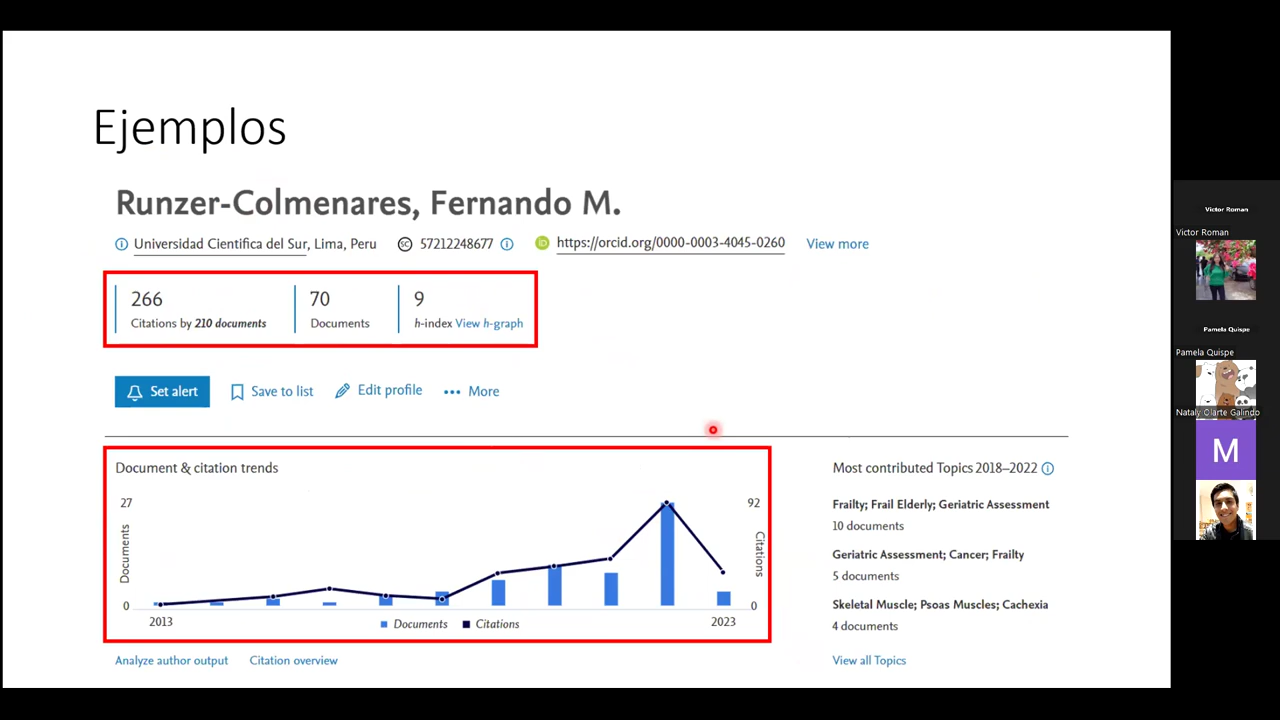 Ejemplos
Runzer-Colmenares, Fernando M.
Universidad Cientifica del Sur, Lima, Peru SC 57212248677 iD https://orcid.org/0000-0003-4045-0260 View more
266 70 9
Citations by 210 documents Documents h-index View h-graph
Set alert Save to list Edit profile More
Document & citation trends
27 92
Documents
Citations
0 0
2013 2023
Documents Citations
Analyze author output Citation overview
Most contributed Topics 2018–2022
Frailty; Frail Elderly; Geriatric Assessment
10 documents
Geriatric Assessment; Cancer; Frailty
5 documents
Skeletal Muscle; Psoas Muscles; Cachexia
4 documents
View all Topics
Victor Roman
Victor Roman
Pamela Quispe
Pamela Quispe
Nataly Olarte Galindo
M